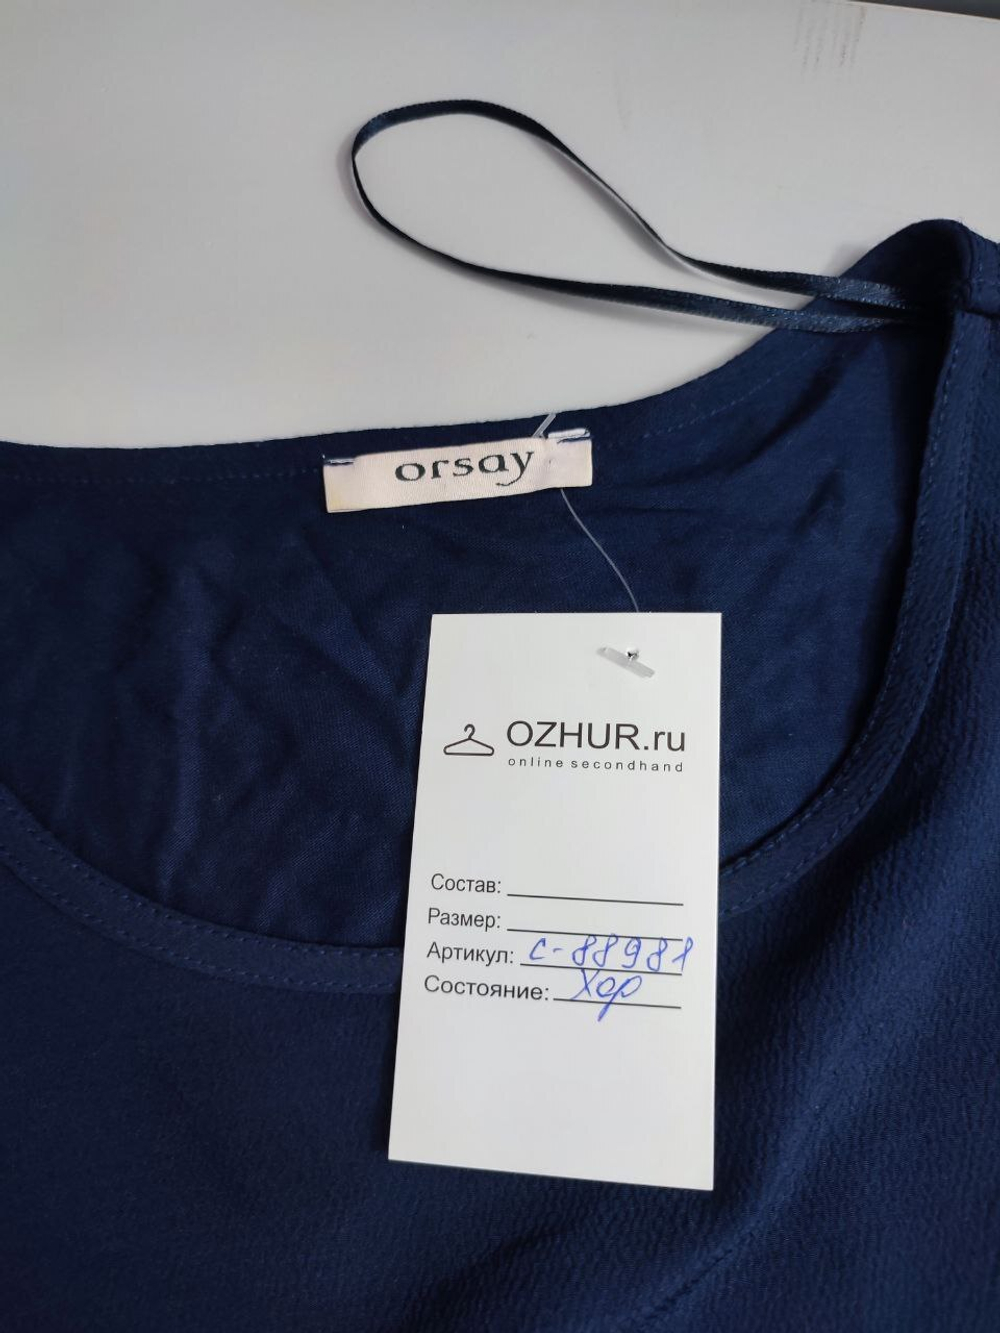 orsay
OZHUR.ru
online secondhand
Состав:
Размер:
Артикул: С-88981
Состояние: Хор